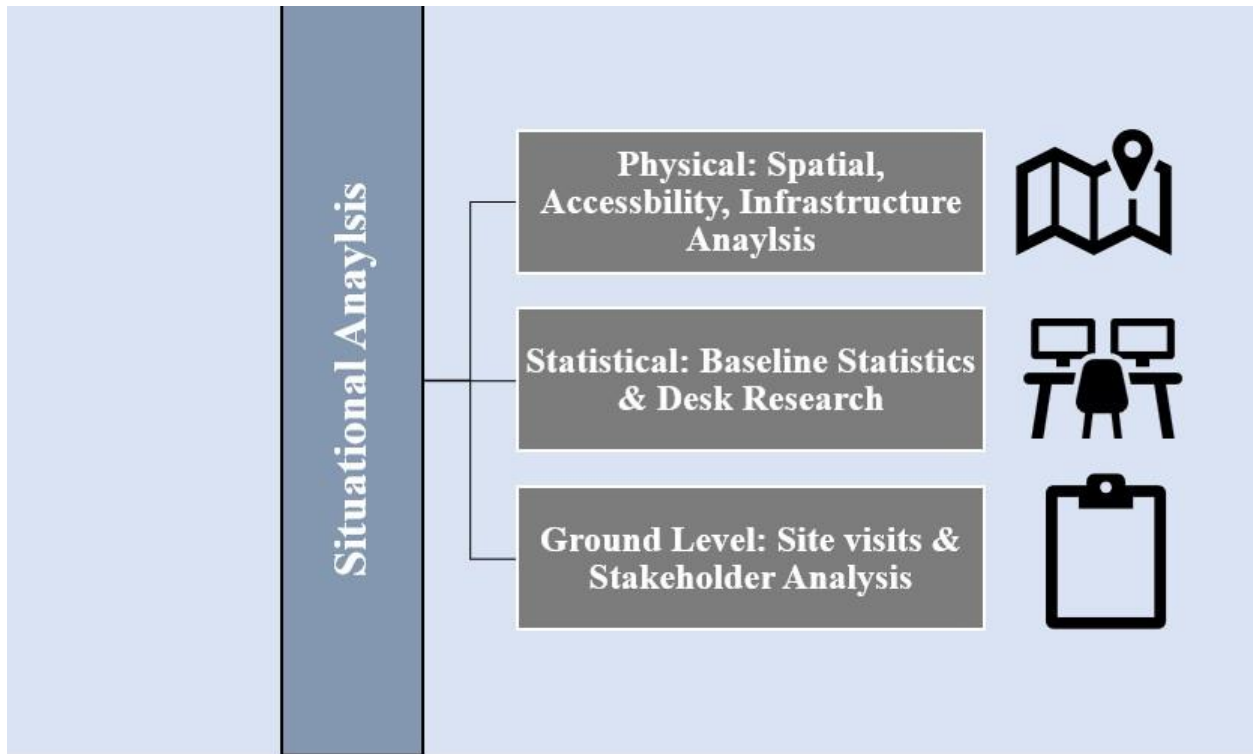 Situational Anaylsis
Physical: Spatial,
Accessbility, Infrastructure
Anaylsis
Statistical: Baseline Statistics
& Desk Research
Ground Level: Site visits &
Stakeholder Analysis